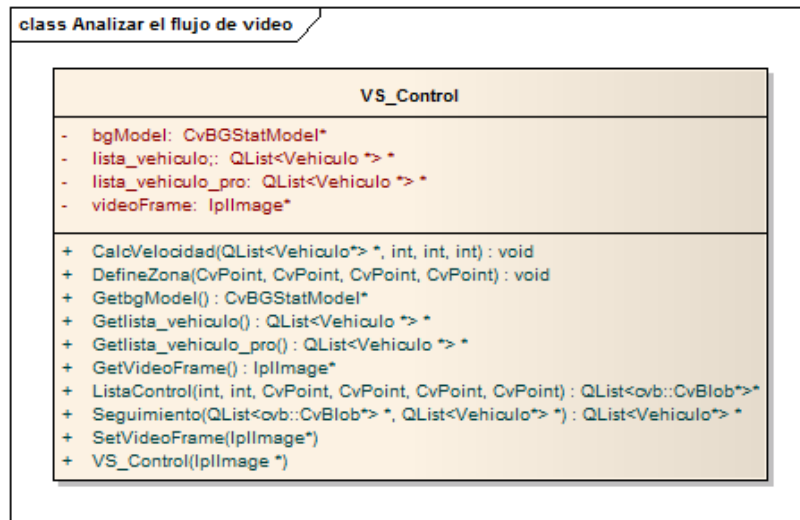 class Analizar el flujo de video
VS_Control
- bgModel: CvBGStatModel*
- lista_vehiculo;: QList<Vehiculo *> *
- lista_vehiculo_pro: QList<Vehiculo *> *
- videoFrame: IplImage*
+ CalcVelocidad(QList<Vehiculo*> *, int, int, int) : void
+ DefineZona(CvPoint, CvPoint, CvPoint, CvPoint) : void
+ GetbgModel() : CvBGStatModel*
+ Getlista_vehiculo() : QList<Vehiculo *> *
+ Getlista_vehiculo_pro() : QList<Vehiculo *> *
+ GetVideoFrame() : IplImage*
+ ListaControl(int, int, CvPoint, CvPoint, CvPoint, CvPoint) : QList<cvb::CvBlob*>*
+ Seguimiento(QList<cvb::CvBlob*> *, QList<Vehiculo*> *) : QList<Vehiculo*> *
+ SetVideoFrame(IplImage*)
+ VS_Control(IplImage *)